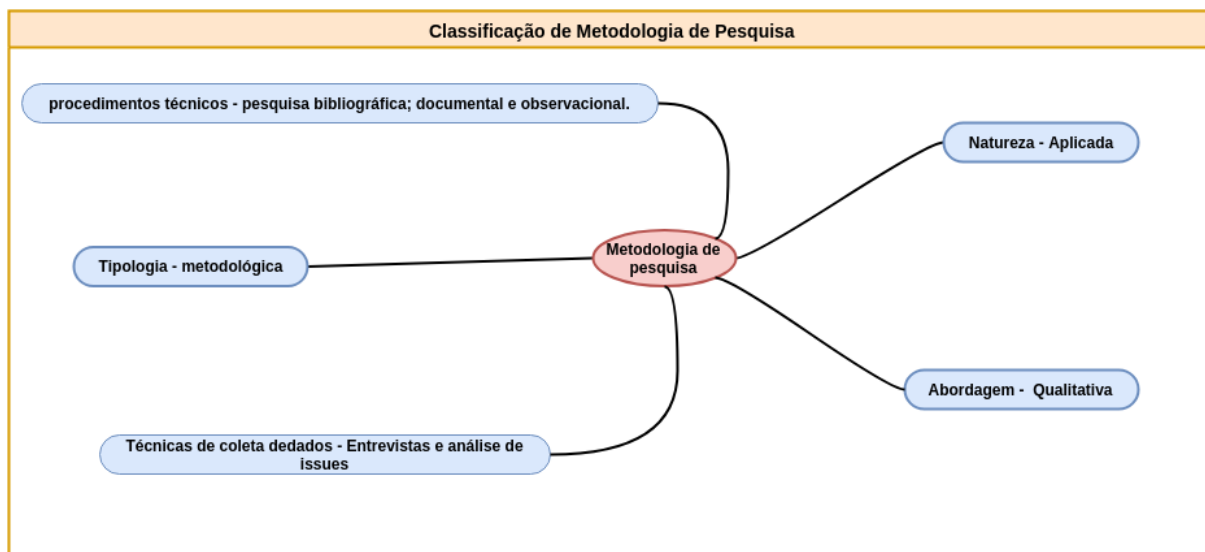 Classificação de Metodologia de Pesquisa
procedimentos técnicos - pesquisa bibliográfica; documental e observacional.
Natureza - Aplicada
Metodologia de
pesquisa
Tipologia - metodológica
Abordagem -  Qualitativa
Técnicas de coleta dedados - Entrevistas e análise de
issues